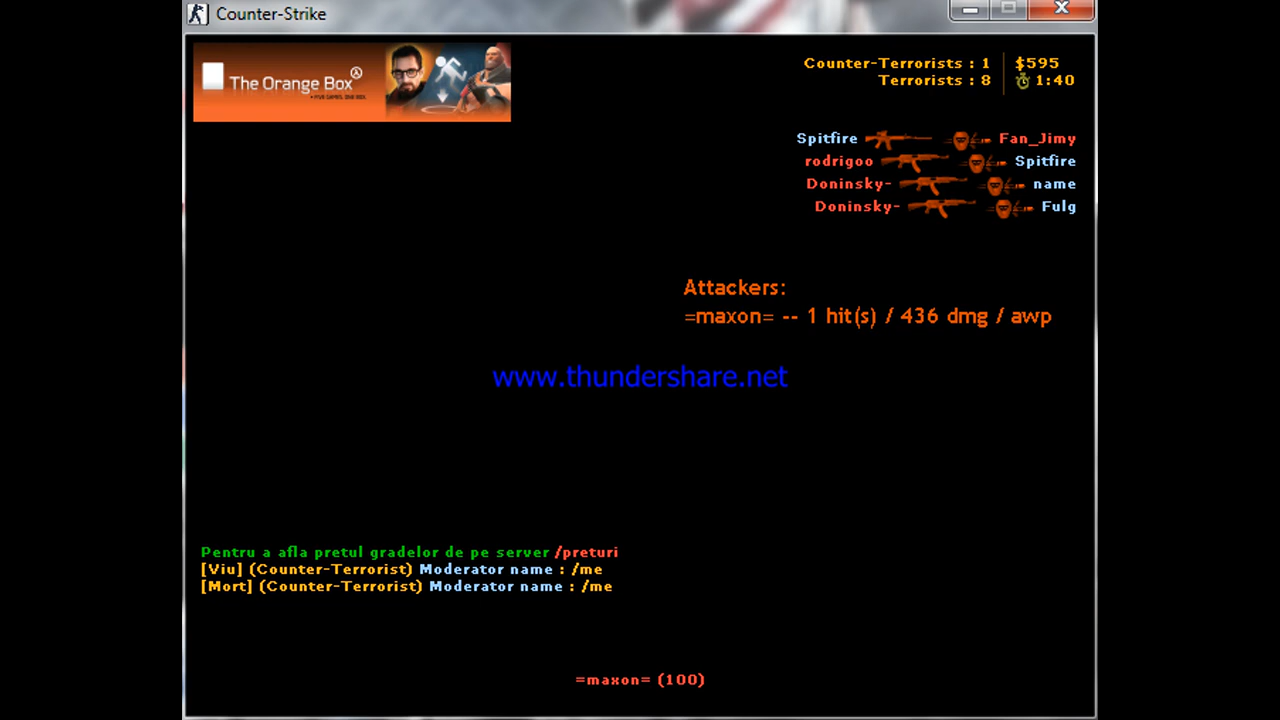 Counter-Strike
The Orange Box
Counter-Terrorists : 1 $595
Terrorists : 8 1:40
Spitfire Fan_Jimy
rodrigoo Spitfire
Doninsky- name
Doninsky- Fulg
Attackers:
=maxon= -- 1 hit(s) / 436 dmg / awp
www.thundershare.net
Pentru a afla pretul gradelor de pe server /preturi
[Viu] (Counter-Terrorist) Moderator name : /me
[Mort] (Counter-Terrorist) Moderator name : /me
=maxon= (100)